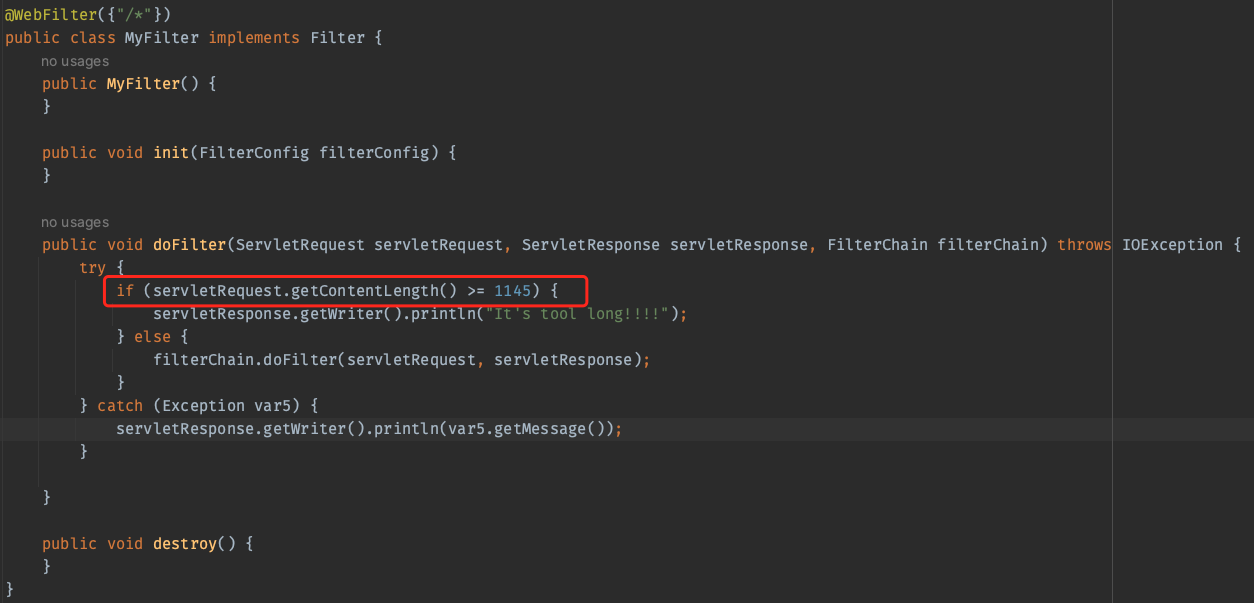 @WebFilter({"/*"})
public class MyFilter implements Filter {
no usages
public MyFilter() {
}
public void init(FilterConfig filterConfig) {
}
no usages
public void doFilter(ServletRequest servletRequest, ServletResponse servletResponse, FilterChain filterChain) throws IOException {
try {
if (servletRequest.getContentLength() >= 1145) {
servletResponse.getWriter().println("It's tool long!!!!");
} else {
filterChain.doFilter(servletRequest, servletResponse);
}
} catch (Exception var5) {
servletResponse.getWriter().println(var5.getMessage());
}
}
public void destroy() {
}
}